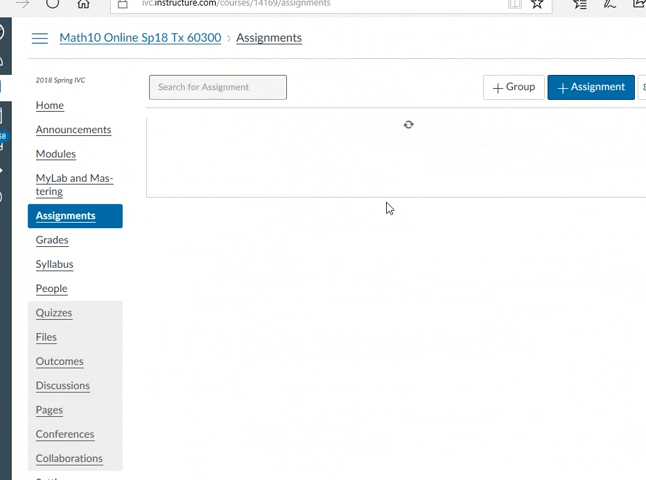 ivc.instructure.com/courses/14169/assignments
Math10 Online Sp18 Tx 60300 › Assignments
2018 Spring IVC
Search for Assignment
+ Group
+ Assignment
Home
Announcements
Modules
MyLab and Mas-
tering
Assignments
Grades
Syllabus
People
Quizzes
Files
Outcomes
Discussions
Pages
Conferences
Collaborations